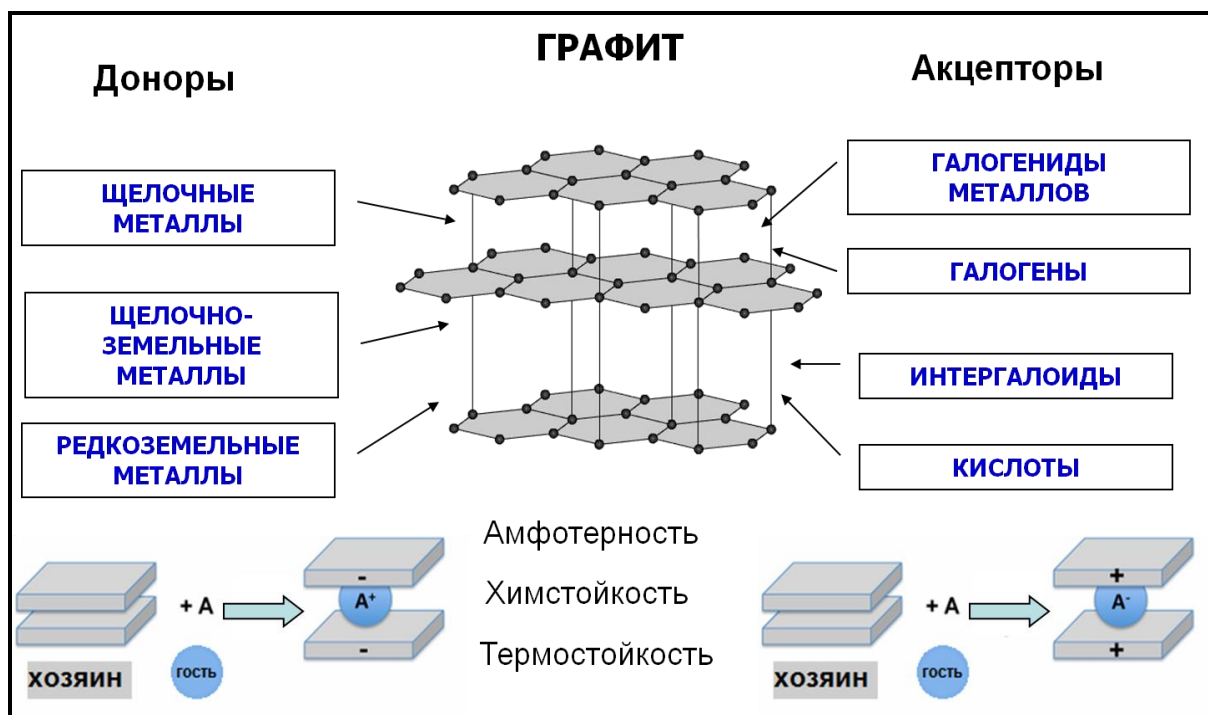 ГРАФИТ
Доноры
Акцепторы
ЩЕЛОЧНЫЕ
МЕТАЛЛЫ
ЩЕЛОЧНО-
ЗЕМЕЛЬНЫЕ
МЕТАЛЛЫ
РЕДКОЗЕМЕЛЬНЫЕ
МЕТАЛЛЫ
ГАЛОГЕНИДЫ
МЕТАЛЛОВ
ГАЛОГЕНЫ
ИНТЕРГАЛОИДЫ
КИСЛОТЫ
+ А
-
А⁺
-
ХОЗЯИН
гость
Амфотерность
Химстойкость
Термостойкость
+ А
+
А⁻
+
ХОЗЯИН
гость